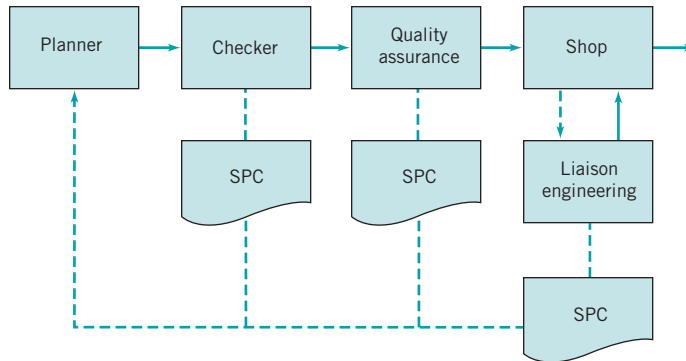 Planner
Checker
Quality
assurance
Shop
SPC
SPC
Liaison
engineering
SPC